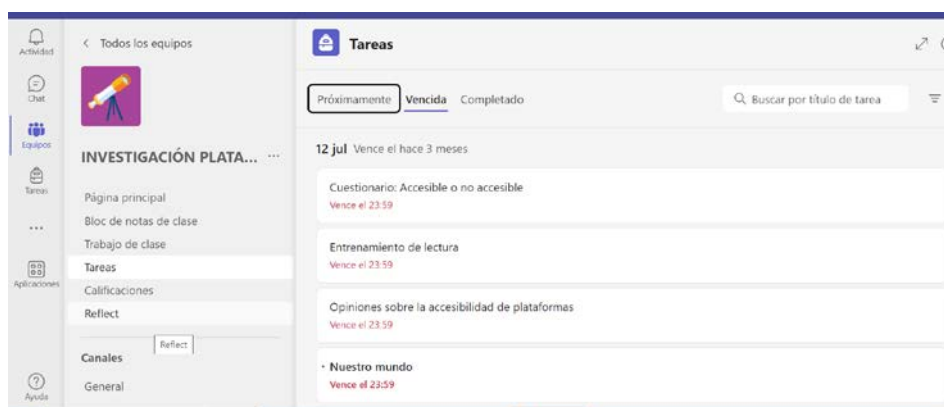 Actividad
Chat
Equipos
Tareas
Aplicaciones
Ayuda
Todos los equipos
INVESTIGACIÓN PLATA...
Página principal
Bloc de notas de clase
Trabajo de clase
Tareas
Calificaciones
Reflect
Reflect
Canales
General
Tareas
Próximamente Vencida Completado
Buscar por título de tarea
12 jul Vence el hace 3 meses
Cuestionario: Accesible o no accesible
Vence el 23:59
Entrenamiento de lectura
Vence el 23:59
Opiniones sobre la accesibilidad de plataformas
Vence el 23:59
Nuestro mundo
Vence el 23:59